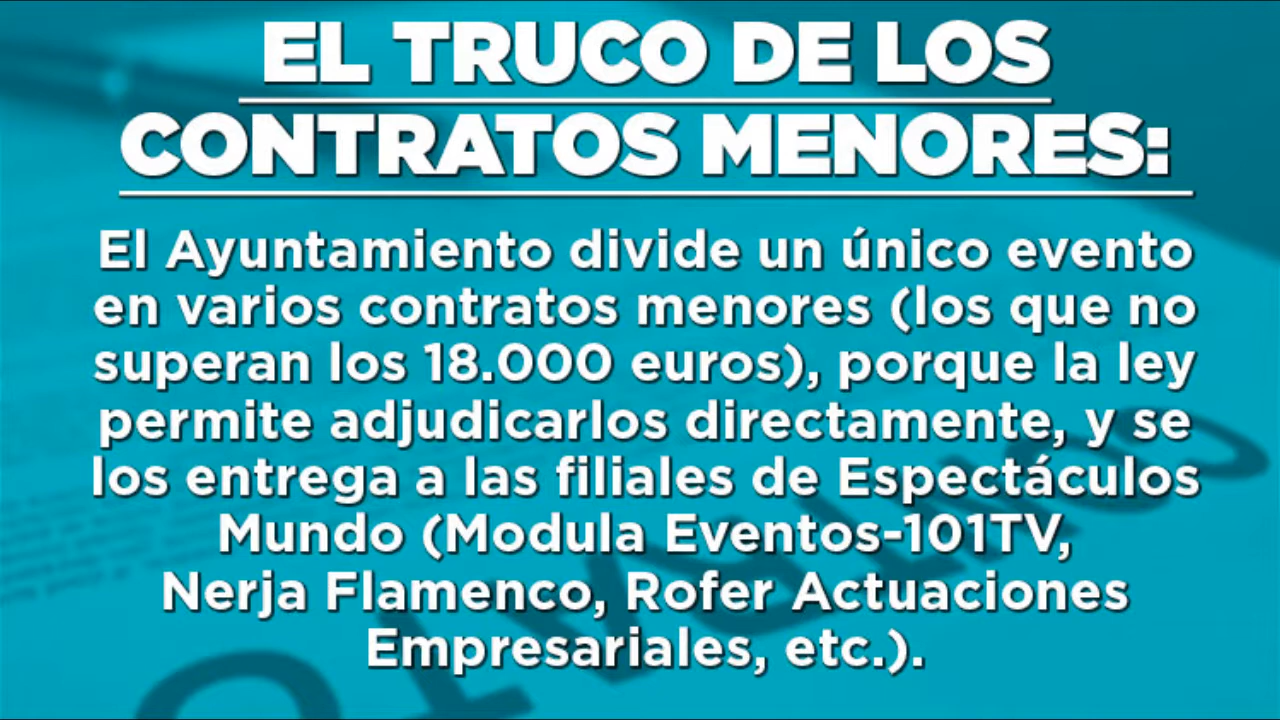 EL TRUCO DE LOS
CONTRATOS MENORES:
El Ayuntamiento divide un único evento
en varios contratos menores (los que no
superan los 18.000 euros), porque la ley
permite adjudicarlos directamente, y se
los entrega a las filiales de Espectáculos
Mundo (Modula Eventos-101TV,
Nerja Flamenco, Rofer Actuaciones
Empresariales, etc.).